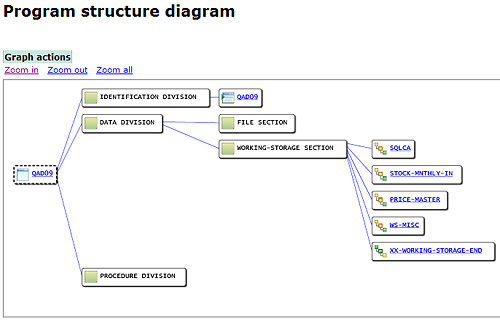 Program structure diagram
Graph actions
Zoom in Zoom out Zoom all
IDENTIFICATION DIVISION
QAD09
DATA DIVISION
FILE SECTION
WORKING-STORAGE SECTION
SQLCA
QAD09
STOCK-MNTHLY-IN
PRICE-MASTER
WS-MISC
XX-WORKING-STORAGE-END
PROCEDURE DIVISION